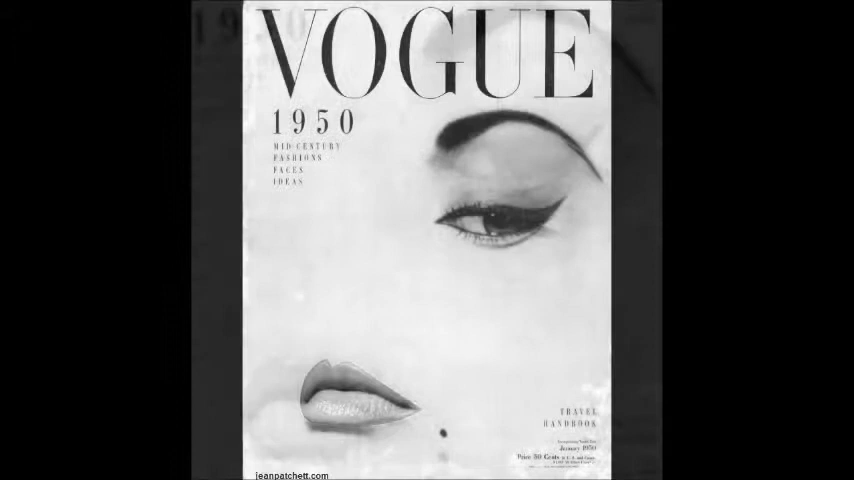 VOGUE
1950
MID-CENTURY
FASHIONS
FACES
IDEAS
TRAVEL
HANDBOOK
January 1950
Price 50 Cents
jeanpatchett.com